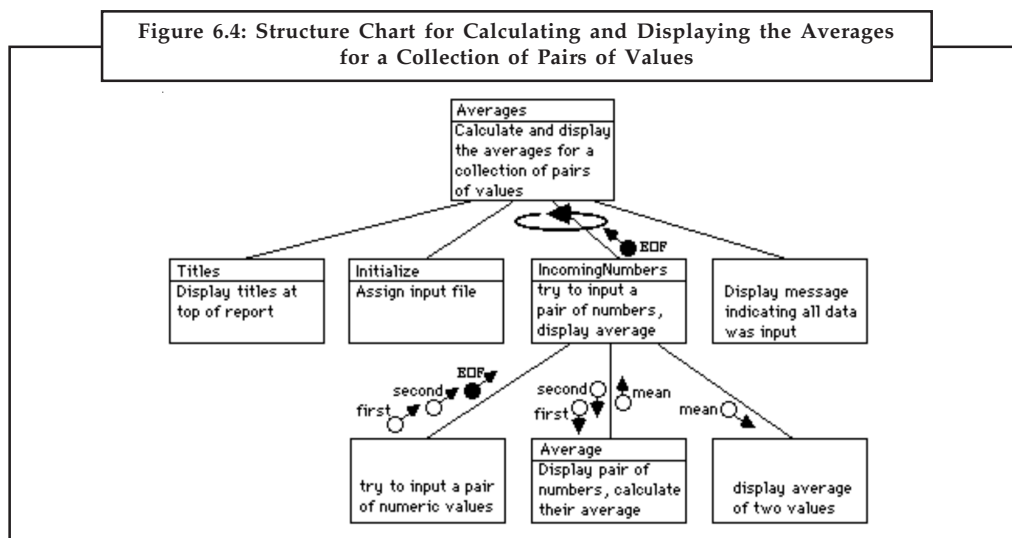 Figure 6.4: Structure Chart for Calculating and Displaying the Averages
for a Collection of Pairs of Values
Averages
Calculate and display
the averages for a
collection of pairs
of values
EOF
Titles
Display titles at
top of report
Initialize
Assign input file
IncomingNumbers
try to input a
pair of numbers,
display average
Display message
indicating all data
was input
EOF
second
first
second
first
mean
mean
try to input a pair
of numeric values
Average
Display pair of
numbers, calculate
their average
display average
of two values